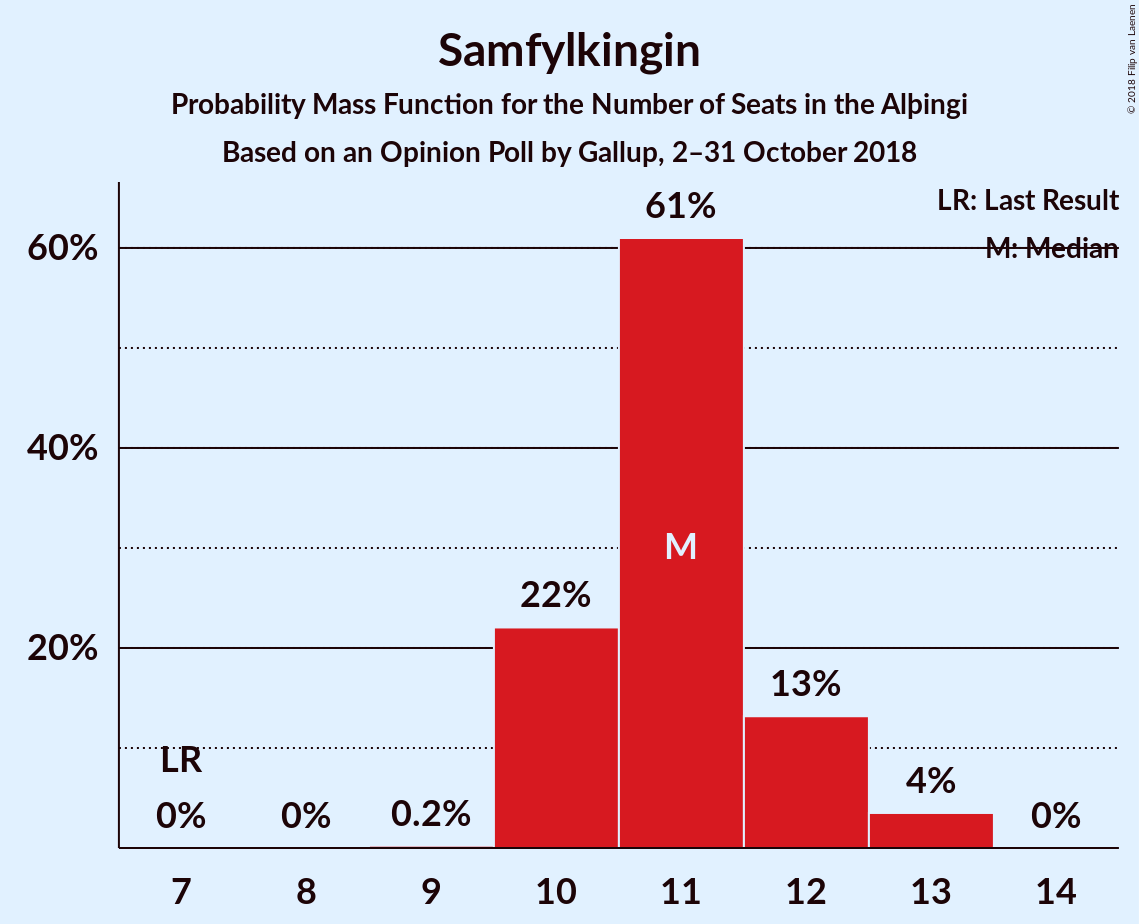 Samfylkingin
Probability Mass Function for the Number of Seats in the Alþingi
Based on an Opinion Poll by Gallup, 2–31 October 2018
© 2018 Filip van Laenen
LR: Last Result
M: Median
60%
40%
20%
61%
M
22%
13%
4%
LR
0%
0%
0.2%
0%
7
8
9
10
11
12
13
14